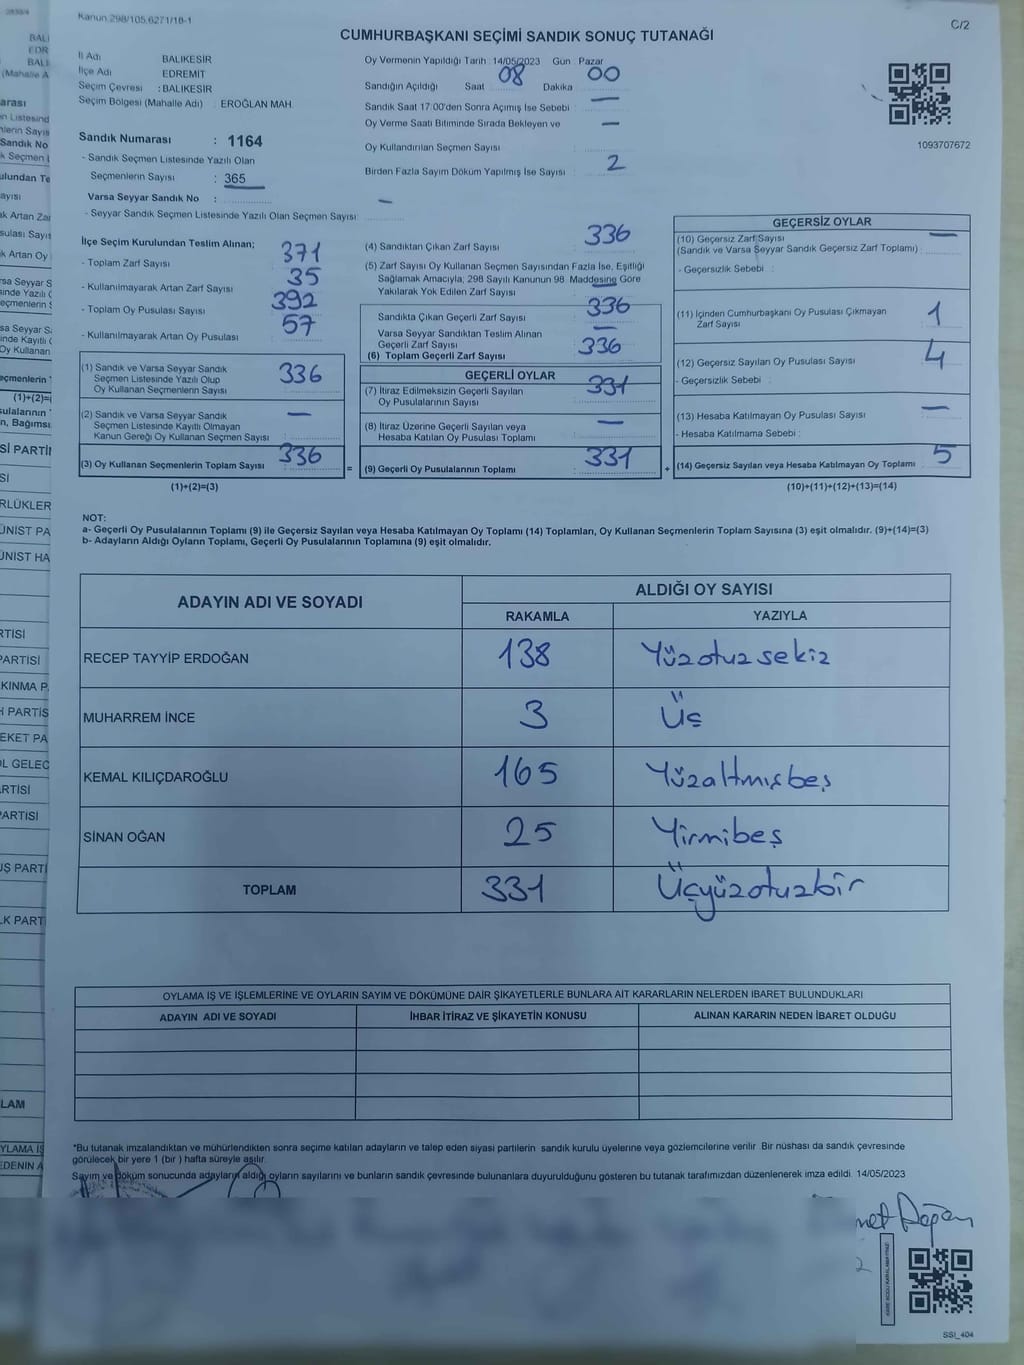 Kanun 298/105,6271/18-1
C/2
CUMHURBAŞKANI SEÇİMİ SANDIK SONUÇ TUTANAĞI
İl Adı BALIKESİR
İlçe Adı EDREMIT
Seçim Çevresi : BALIKESİR
Seçim Bölgesi (Mahalle Adı) : EROĞLAN MAH.
Oy Vermenin Yapıldığı Tarih : 14/05/2023 Gün : Pazar
Sandığın Açıldığı Saat 08 Dakika 00
Sandık Saat 17:00'den Sonra Açımış İse Sebebi : —
Oy Verme Saati Bitiminde Sırada Bekleyen ve —
Oy Kullandırılan Seçmen Sayısı
Birden Fazla Sayım Döküm Yapılmış İse Sayısı : 2
1093707672
Sandık Numarası : 1164
- Sandık Seçmen Listesinde Yazılı Olan
Seçmenlerin Sayısı : 365
Varsa Seyyar Sandık No : —
- Seyyar Sandık Seçmen Listesinde Yazılı Olan Seçmen Sayısı:
İlçe Seçim Kurulundan Teslim Alınan;
- Toplam Zarf Sayısı 371
- Kullanılmayarak Artan Zarf Sayısı 35
- Toplam Oy Pusulası Sayısı 392
- Kullanılmayarak Artan Oy Pusulası 57
(1) Sandık ve Varsa Seyyar Sandık
Seçmen Listesinde Yazılı Olup
Oy Kullanan Seçmenlerin Sayısı 336
(2) Sandık ve Varsa Seyyar Sandık
Seçmen Listesinde Kayıtlı Olmayan
Kanun Gereği Oy Kullanan Seçmen Sayısı —
(3) Oy Kullanan Seçmenlerin Toplam Sayısı 336
(1)+(2)=(3)
(4) Sandıktan Çıkan Zarf Sayısı 336
(5) Zarf Sayısı Oy Kullanan Seçmen Sayısından Fazla İse, Eşitliği
Sağlamak Amacıyla; 298 Sayılı Kanunun 98. Maddesine Göre
Yakılarak Yok Edilen Zarf Sayısı —
Sandıkta Çıkan Geçerli Zarf Sayısı 336
Varsa Seyyar Sandıktan Teslim Alınan
Geçerli Zarf Sayısı —
(6) Toplam Geçerli Zarf Sayısı 336
GEÇERLİ OYLAR
(7) İtiraz Edilmeksizin Geçerli Sayılan
Oy Pusulalarının Sayısı 331
(8) İtiraz Üzerine Geçerli Sayılan veya
Hesaba Katılan Oy Pusulası Toplamı —
= (9) Geçerli Oy Pusulalarının Toplamı 331
GEÇERSİZ OYLAR
(10) Geçersiz Zarf Sayısı —
(Sandık ve Varsa Seyyar Sandık Geçersiz Zarf Toplamı)
- Geçersizlik Sebebi :
(11) İçinden Cumhurbaşkanı Oy Pusulası Çıkmayan
Zarf Sayısı 1
(12) Geçersiz Sayılan Oy Pusulası Sayısı 4
- Geçersizlik Sebebi :
(13) Hesaba Katılmayan Oy Pusulası Sayısı —
- Hesaba Katılmama Sebebi :
+ (14) Geçersiz Sayılan veya Hesaba Katılmayan Oy Toplamı 5
(10)+(11)+(12)+(13)=(14)
NOT:
a- Geçerli Oy Pusulalarının Toplamı (9) ile Geçersiz Sayılan veya Hesaba Katılmayan Oy Toplamı (14) Toplamları, Oy Kullanan Seçmenlerin Toplam Sayısına (3) eşit olmalıdır. (9)+(14)=(3)
b- Adayların Aldığı Oyların Toplamı, Geçerli Oy Pusulalarının Toplamına (9) eşit olmalıdır.
ADAYIN ADI VE SOYADI ALDIĞI OY SAYISI
RAKAMLA YAZIYLA
RECEP TAYYİP ERDOĞAN 138 Yüzotuzsekiz
MUHARREM İNCE 3 Üç
KEMAL KILIÇDAROĞLU 165 Yüzaltmışbeş
SİNAN OĞAN 25 Yirmibeş
TOPLAM 331 Üçyüzotuzbir
OYLAMA İŞ VE İŞLEMLERİNE VE OYLARIN SAYIM VE DÖKÜMÜNE DAİR ŞİKAYETLERLE BUNLARA AİT KARARLARIN NELERDEN İBARET BULUNDUKLARI
ADAYIN ADI VE SOYADI İHBAR İTİRAZ VE ŞİKAYETİN KONUSU ALINAN KARARIN NEDEN İBARET OLDUĞU
*Bu tutanak imzalandıktan ve mühürlendikten sonra seçime katılan adayların ve talep eden siyasi partilerin sandık kurulu üyelerine veya gözlemcilerine verilir. Bir nüshası da sandık çevresinde
görülecek bir yere 1 (bir) hafta süreyle asılır.
Sayım ve döküm sonucunda adayların aldığı oyların sayılarını ve bunların sandık çevresinde bulunanlara duyurulduğunu gösteren bu tutanak tarafımızdan düzenlenerek imza edildi. 14/05/2023
SSI_404